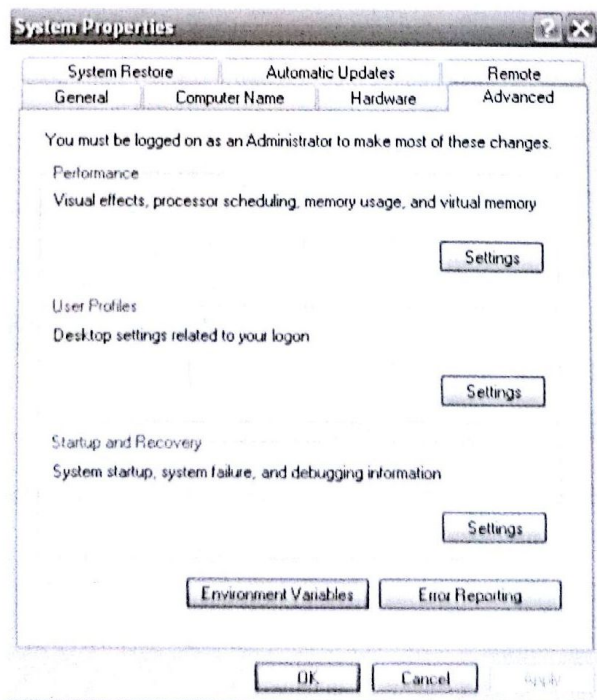 System Properties
System Restore Automatic Updates Remote
General Computer Name Hardware Advanced
You must be logged on as an Administrator to make most of these changes.
Performance
Visual effects, processor scheduling, memory usage, and virtual memory
Settings
User Profiles
Desktop settings related to your logon
Settings
Startup and Recovery
System startup, system failure, and debugging information
Settings
Environment Variables Error Reporting
OK Cancel Apply